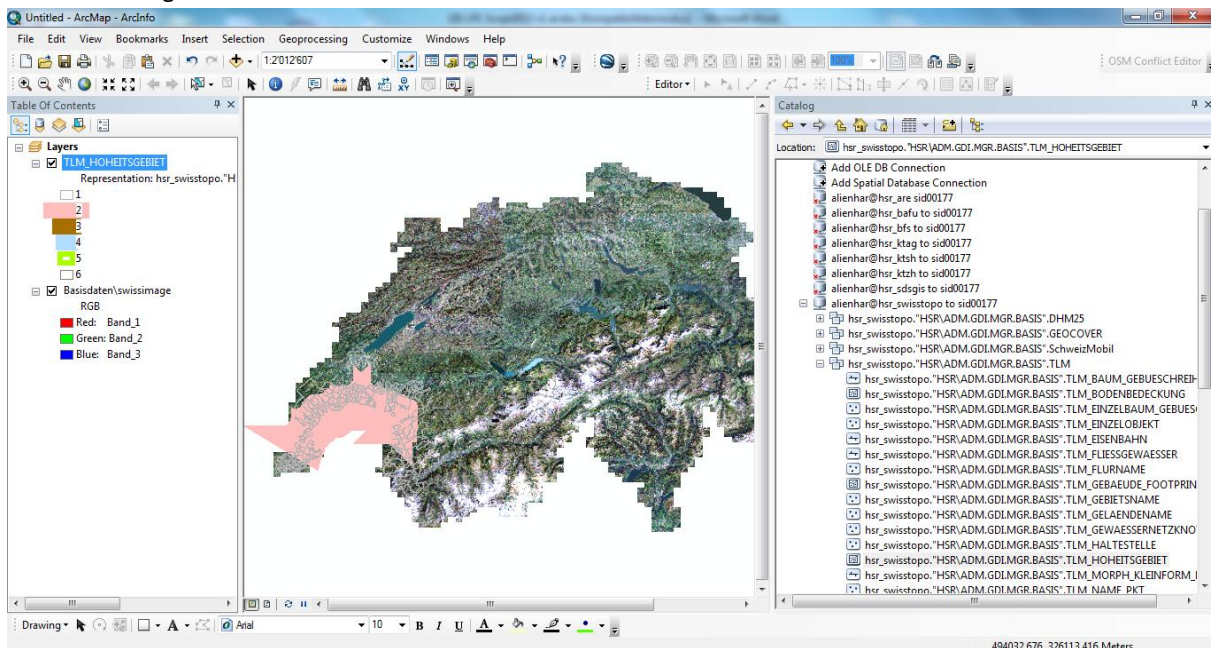 Untitled - ArcMap - ArcInfo
File Edit View Bookmarks Insert Selection Geoprocessing Customize Windows Help
1:2'012'607
OSM Conflict Editor
Editor
Table Of Contents
Layers
TLM_HOHEITSGEBIET
Representation: hsr_swisstopo."H
1
2
3
4
5
6
Basisdaten\swissimage
RGB
Red: Band_1
Green: Band_2
Blue: Band_3
Catalog
Location: hsr_swisstopo."HSR\ADM.GDI.MGR.BASIS".TLM_HOHEITSGEBIET
Add OLE DB Connection
Add Spatial Database Connection
alienhar@hsr_are sid00177
alienhar@hsr_bafu to sid00177
alienhar@hsr_bfs to sid00177
alienhar@hsr_ktag to sid00177
alienhar@hsr_ktsh to sid00177
alienhar@hsr_ktzh to sid00177
alienhar@hsr_sdsgis to sid00177
alienhar@hsr_swisstopo to sid00177
hsr_swisstopo."HSR\ADM.GDI.MGR.BASIS".DHM25
hsr_swisstopo."HSR\ADM.GDI.MGR.BASIS".GEOCOVER
hsr_swisstopo."HSR\ADM.GDI.MGR.BASIS".SchweizMobil
hsr_swisstopo."HSR\ADM.GDI.MGR.BASIS".TLM
hsr_swisstopo."HSR\ADM.GDI.MGR.BASIS".TLM_BAUM_GEBUESCHREIH
hsr_swisstopo."HSR\ADM.GDI.MGR.BASIS".TLM_BODENBEDECKUNG
hsr_swisstopo."HSR\ADM.GDI.MGR.BASIS".TLM_EINZELBAUM_GEBUES
hsr_swisstopo."HSR\ADM.GDI.MGR.BASIS".TLM_EINZELOBJEKT
hsr_swisstopo."HSR\ADM.GDI.MGR.BASIS".TLM_EISENBAHN
hsr_swisstopo."HSR\ADM.GDI.MGR.BASIS".TLM_FLIESSGEWAESSER
hsr_swisstopo."HSR\ADM.GDI.MGR.BASIS".TLM_FLURNAME
hsr_swisstopo."HSR\ADM.GDI.MGR.BASIS".TLM_GEBAEUDE_FOOTPRIN
hsr_swisstopo."HSR\ADM.GDI.MGR.BASIS".TLM_GEBIETSNAME
hsr_swisstopo."HSR\ADM.GDI.MGR.BASIS".TLM_GELAENDENAME
hsr_swisstopo."HSR\ADM.GDI.MGR.BASIS".TLM_GEWAESSERNETZKNO
hsr_swisstopo."HSR\ADM.GDI.MGR.BASIS".TLM_HALTESTELLE
hsr_swisstopo."HSR\ADM.GDI.MGR.BASIS".TLM_HOHEITSGEBIET
hsr_swisstopo."HSR\ADM.GDI.MGR.BASIS".TLM_MORPH_KLEINFORM_
hsr_swisstopo."HSR\ADM.GDI.MGR.BASIS".TLM_NAME_PKT
Drawing A Arial 10 B I U A
494032.676 326113.416 Meters